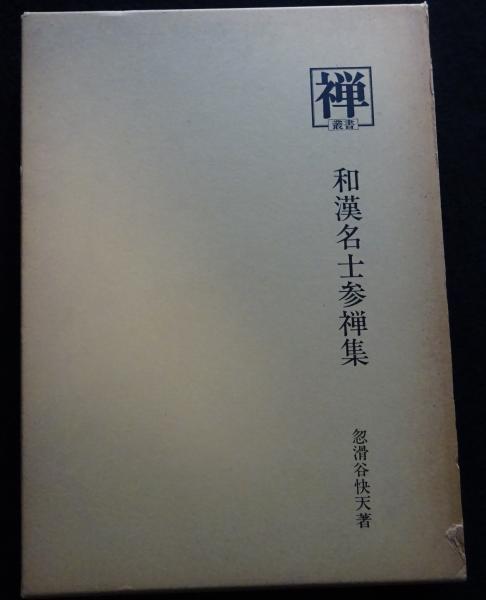 禅
叢書
和漢名士参禅集
忽滑谷快天著